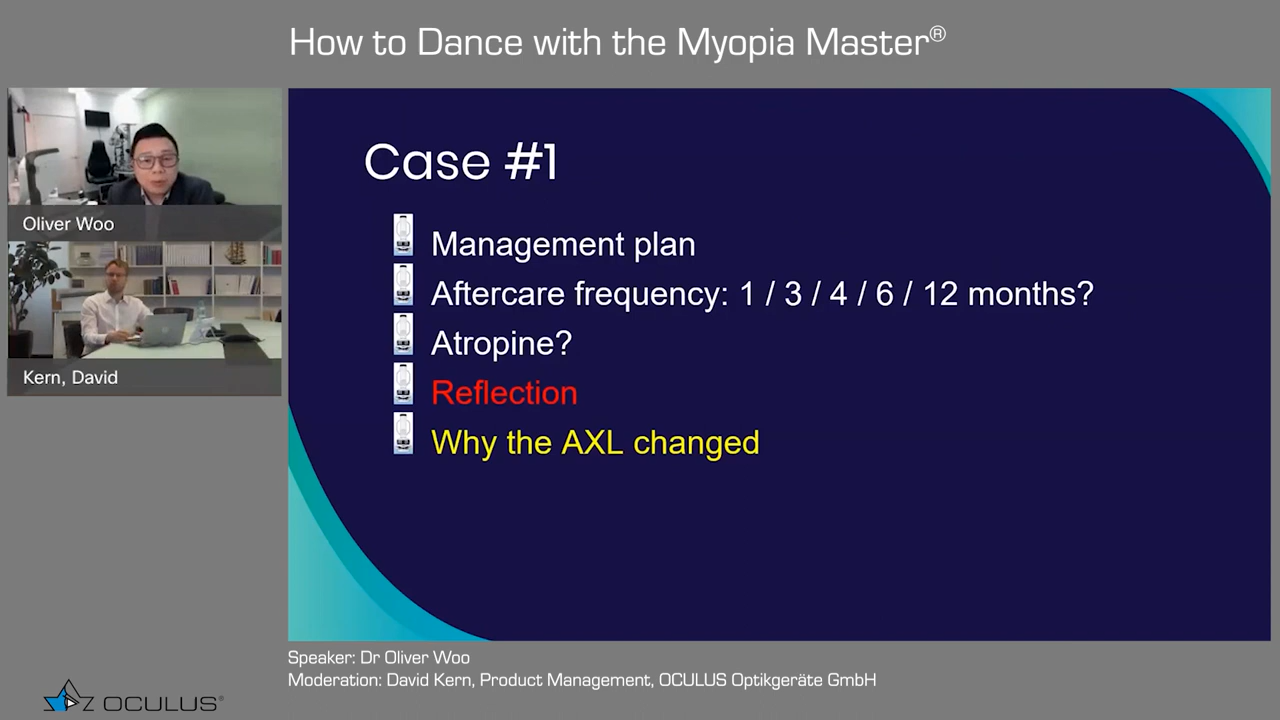 How to Dance with the Myopia Master®
Oliver Woo
Kern, David
Case #1
Management plan
Aftercare frequency: 1 / 3 / 4 / 6 / 12 months?
Atropine?
Reflection
Why the AXL changed
Speaker: Dr Oliver Woo
Moderation: David Kern, Product Management, OCULUS Optikgeräte GmbH
OCULUS®